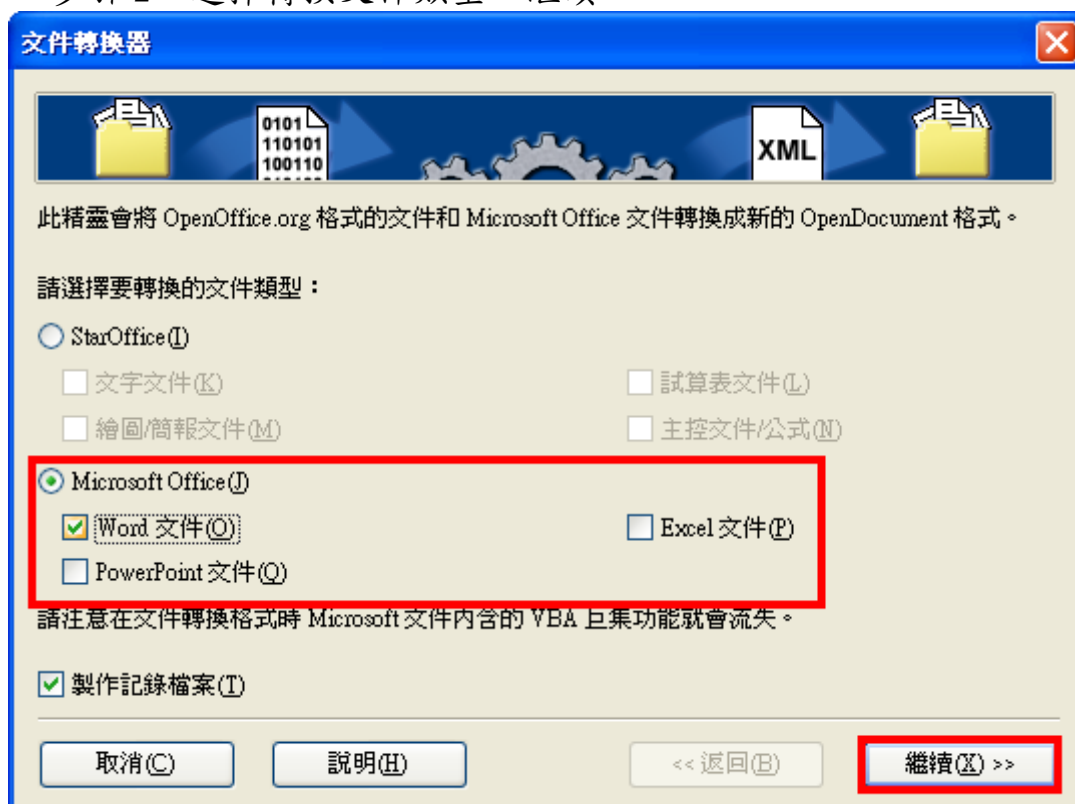 文件轉換器
0101
110101
100110
XML
此精靈會將 OpenOffice.org 格式的文件和 Microsoft Office 文件轉換成新的 OpenDocument 格式。
請選擇要轉換的文件類型：
StarOffice(I)
文字文件(K) 試算表文件(L)
繪圖/簡報文件(M) 主控文件/公式(N)
Microsoft Office(J)
Word 文件(O) Excel 文件(P)
PowerPoint 文件(Q)
請注意在文件轉換格式時 Microsoft 文件內含的 VBA 巨集功能就會流失。
製作記錄檔案(T)
取消(C) 說明(H) << 返回(B) 繼續(X) >>